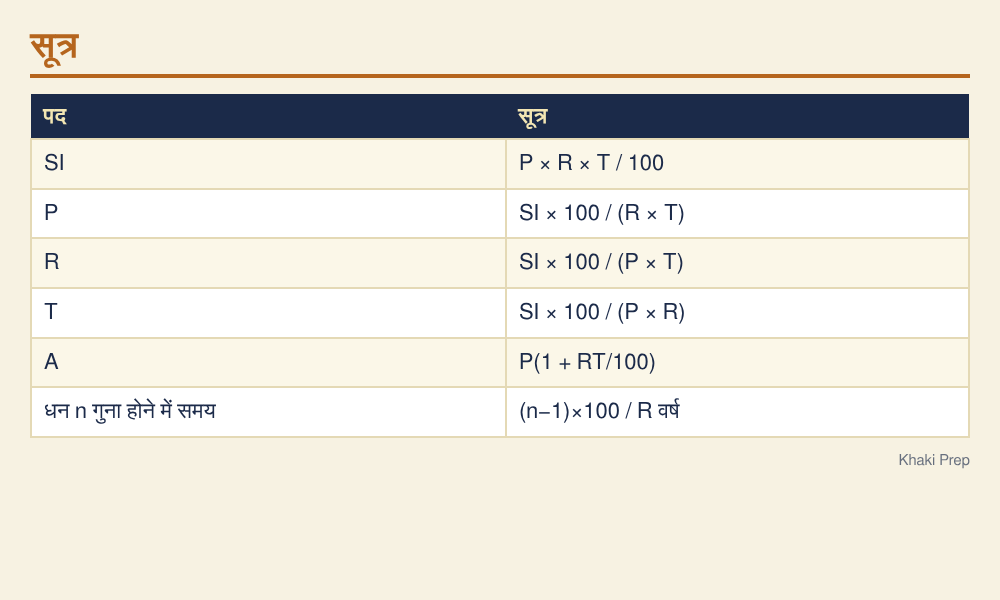 सूत्र
पद सूत्र
SI P × R × T / 100
P SI × 100 / (R × T)
R SI × 100 / (P × T)
T SI × 100 / (P × R)
A P(1 + RT/100)
धन n गुना होने में समय (n−1)×100 / R वर्ष
Khaki Prep